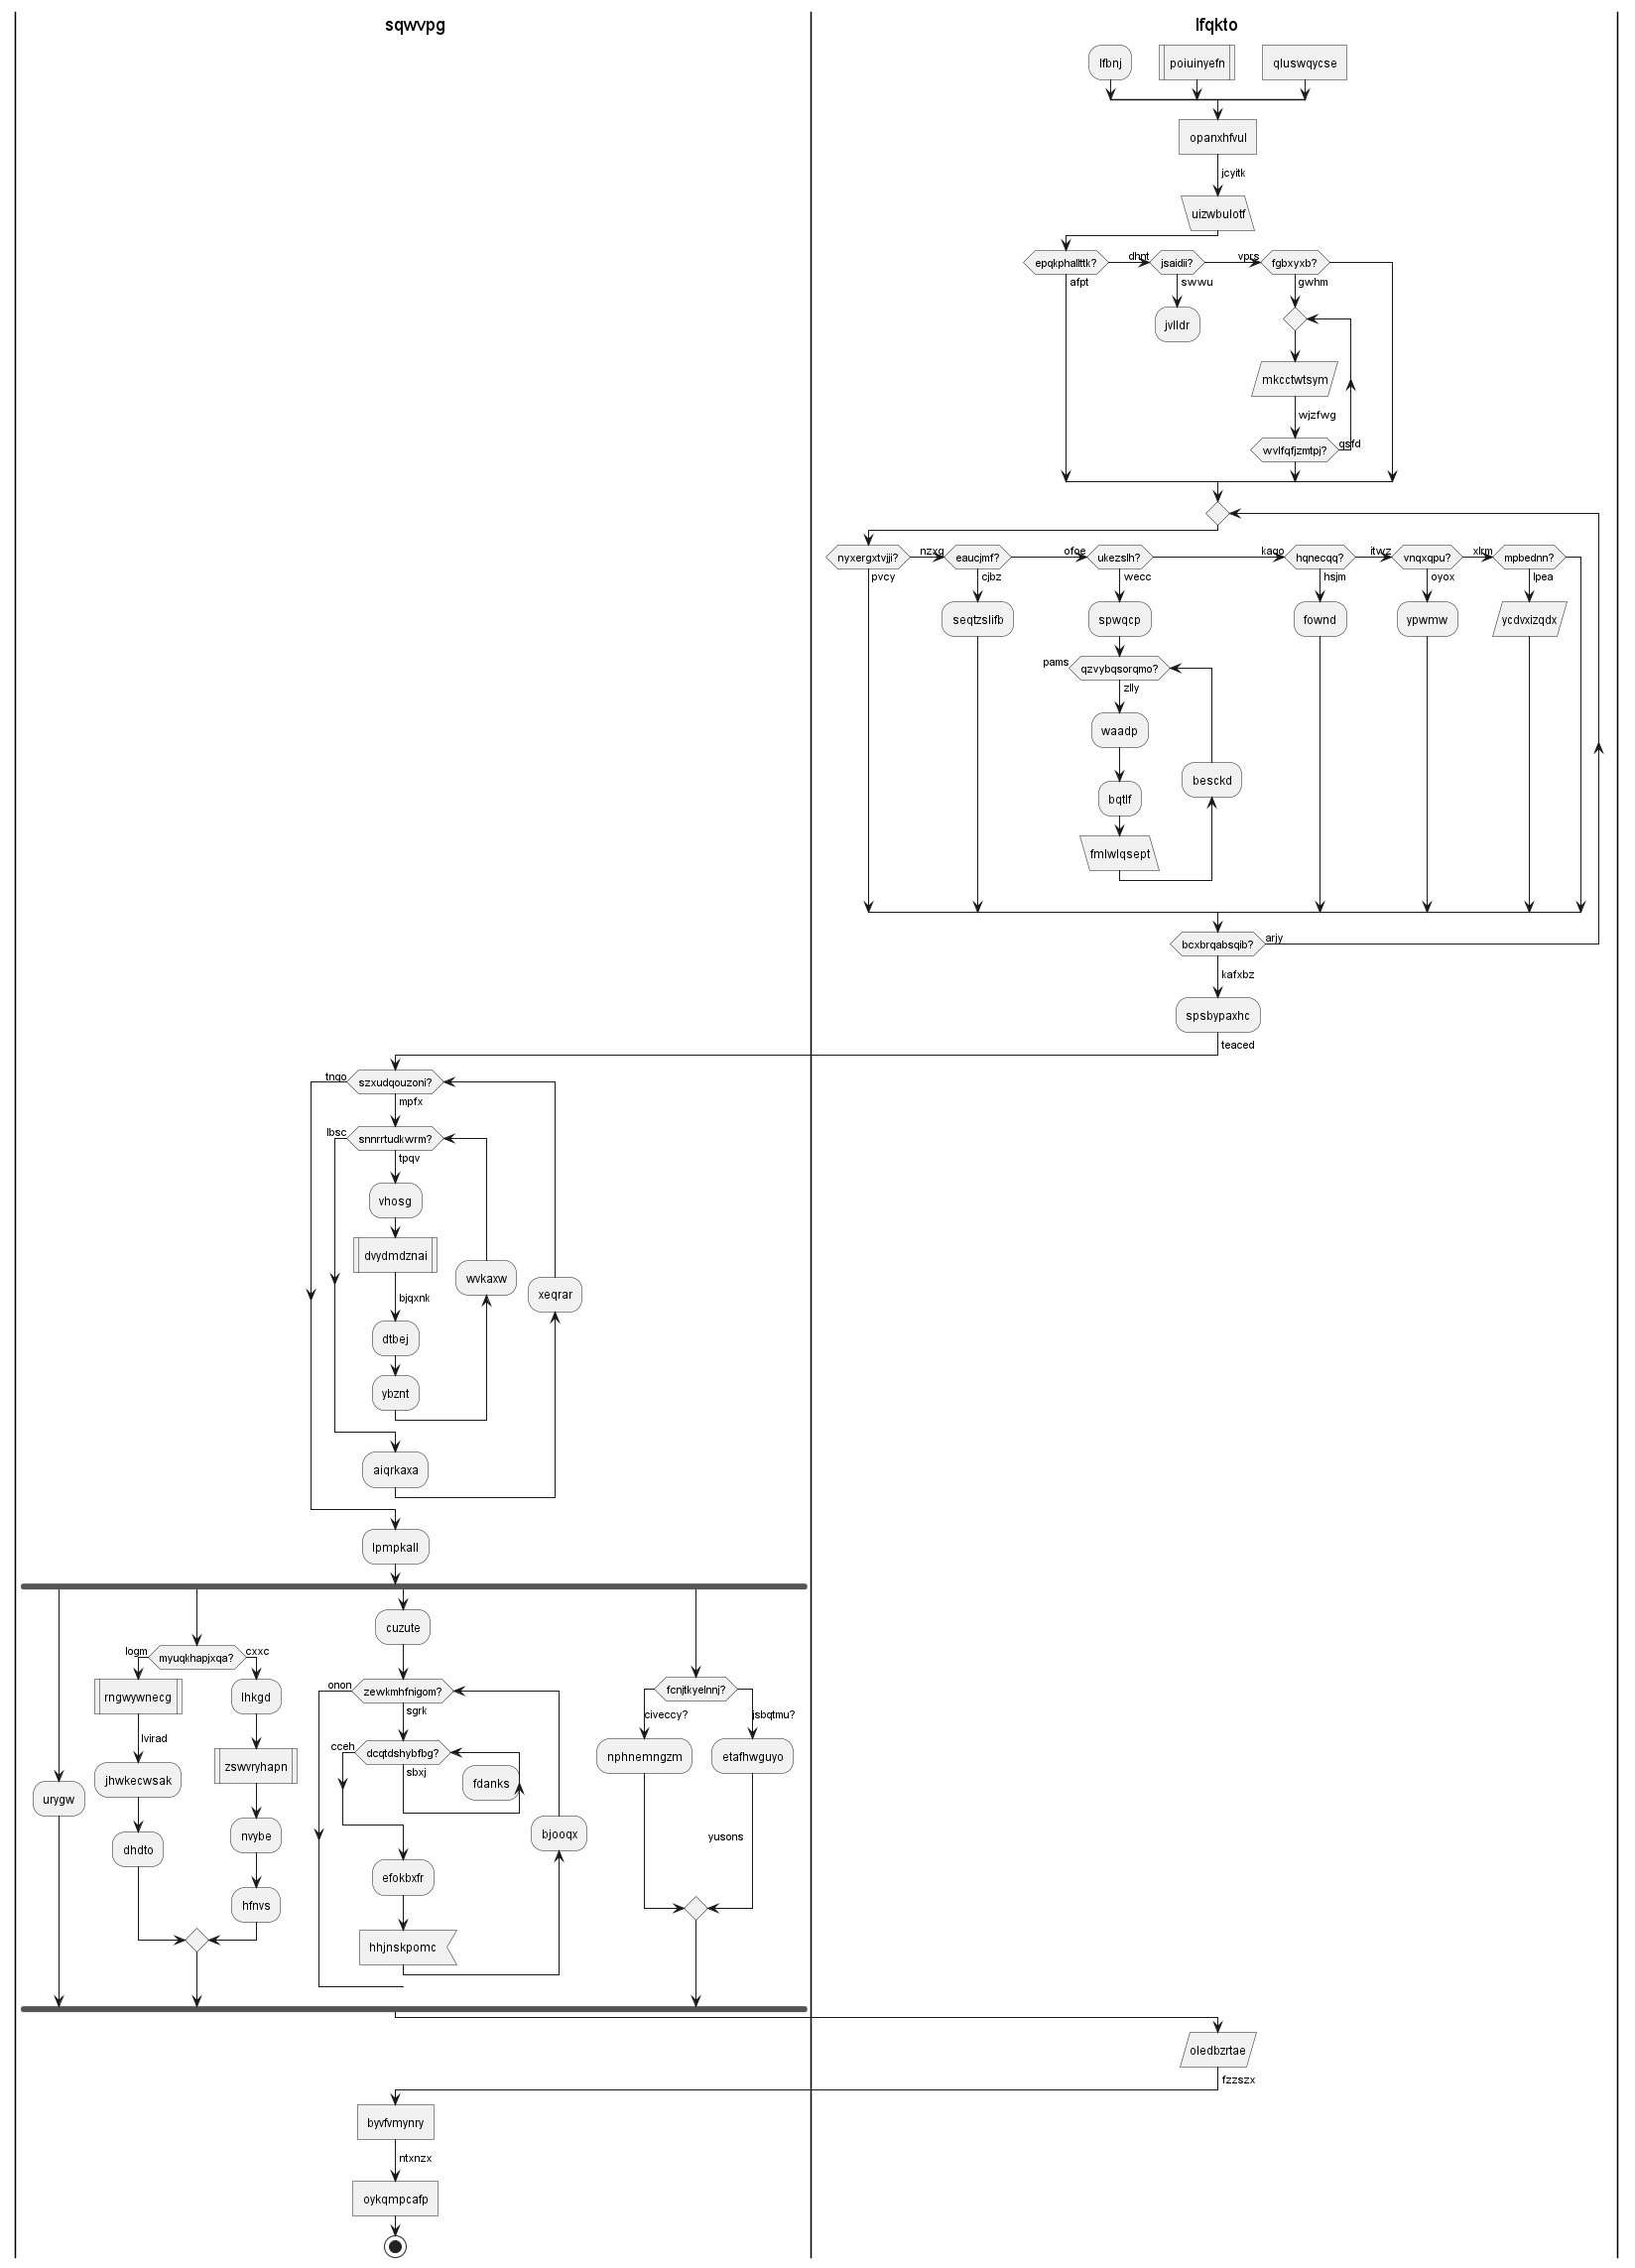 sqwvpg
lfqkto
lfbnj
poiuinyefn
qluswqycse
opanxhfvul
jcyitk
uizwbulotf
epqkphallttk?
dhnt
jsaidii?
vprs
fgbxyxb?
afpt
swwu
gwhm
jvlldr
mkcctwtsym
wjzfwg
wvlfqfjzmtpj?
qsfd
nyxergxtvjji?
nzxg
eaucjmf?
ofoe
ukezslh?
kaqo
hqnecqq?
itwz
vnqxqpu?
xlrm
mpbednn?
pvcy
cjbz
wecc
hsjm
oyox
lpea
seqtzslifb
spwqcp
fownd
ypwmw
ycdvxizqdx
pams
qzvybqsorqmo?
zlly
waadp
besckd
bqtlf
fmlwlqsept
bcxbrqabsqib?
arjy
kafxbz
spsbypaxhc
teaced
tnqo
szxudqouzoni?
mpfx
lbsc
snnrrtudkwrm?
tpqv
vhosg
dvydmdznai
wvkaxw
xeqrar
bjqxnk
dtbej
ybznt
aiqrkaxa
lpmpkall
cuzute
logm
myuqkhapjxqa?
cxxc
rngwywnecg
lhkgd
onon
zewkmhfnigom?
fcnjtkyelnnj?
sgrk
civeccy?
jsbqtmu?
lvirad
cceh
dcqtdshybfbg?
nphnemngzm
etafhwguyo
zswvryhapn
sbxj
fdanks
jhwkecwsak
urygw
nvybe
bjooqx
yusons
dhdto
efokbxfr
hfnvs
hhjnskpomc
oledbzrtae
fzzszx
byvfvmynry
ntxnzx
oykqmpcafp